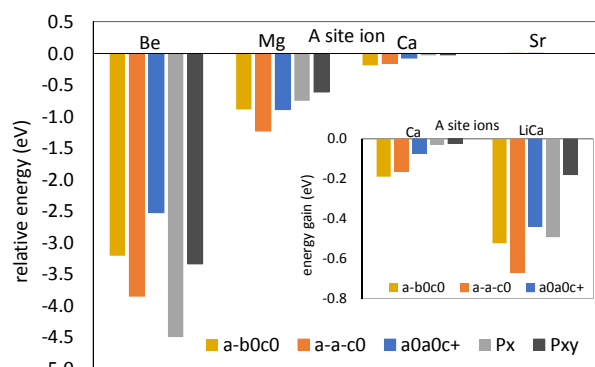 0.5
A site ion
Be Mg Ca Sr
0.0
-0.5
-1.0
-1.5
-2.0
-2.5
-3.0
-3.5
-4.0
-4.5
-5.0
relative energy (eV)
A site ions
Ca LiCa
0.0
-0.2
-0.4
-0.6
-0.8
energy gain (eV)
a-b0c0 a-a-c0 a0a0c+
a-b0c0 a-a-c0 a0a0c+ Px Pxy